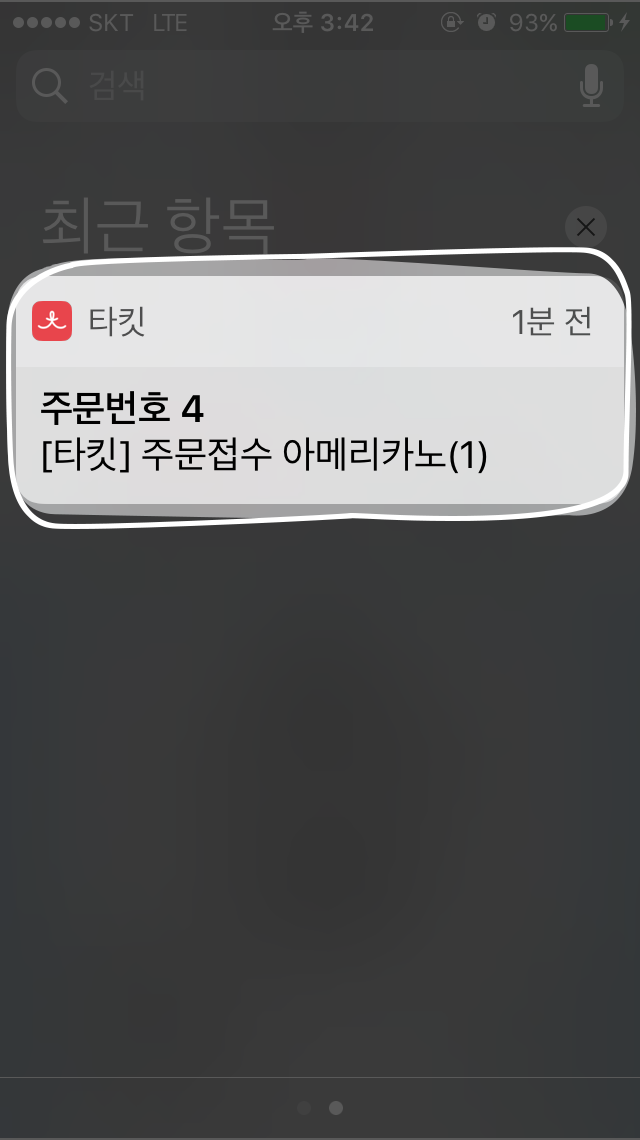 SKT LTE 오후 3:42 93%
검색
최근 항목
타킷 1분 전
주문번호 4
[타킷] 주문접수 아메리카노(1)